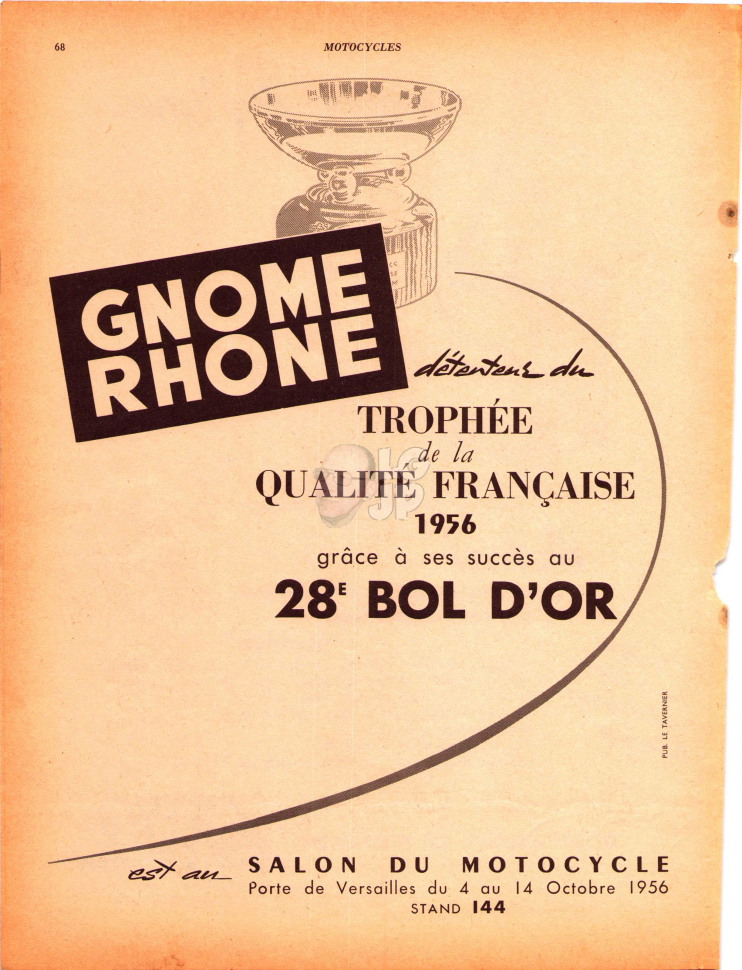 68
MOTOCYCLES
GNOME
RHONE
détenteur du
TROPHÉE
de la
QUALITÉ FRANÇAISE
1956
grâce à ses succès au
28E BOL D'OR
PUB. LE TAVERNIER
est au SALON DU MOTOCYCLE
Porte de Versailles du 4 au 14 Octobre 1956
STAND 144